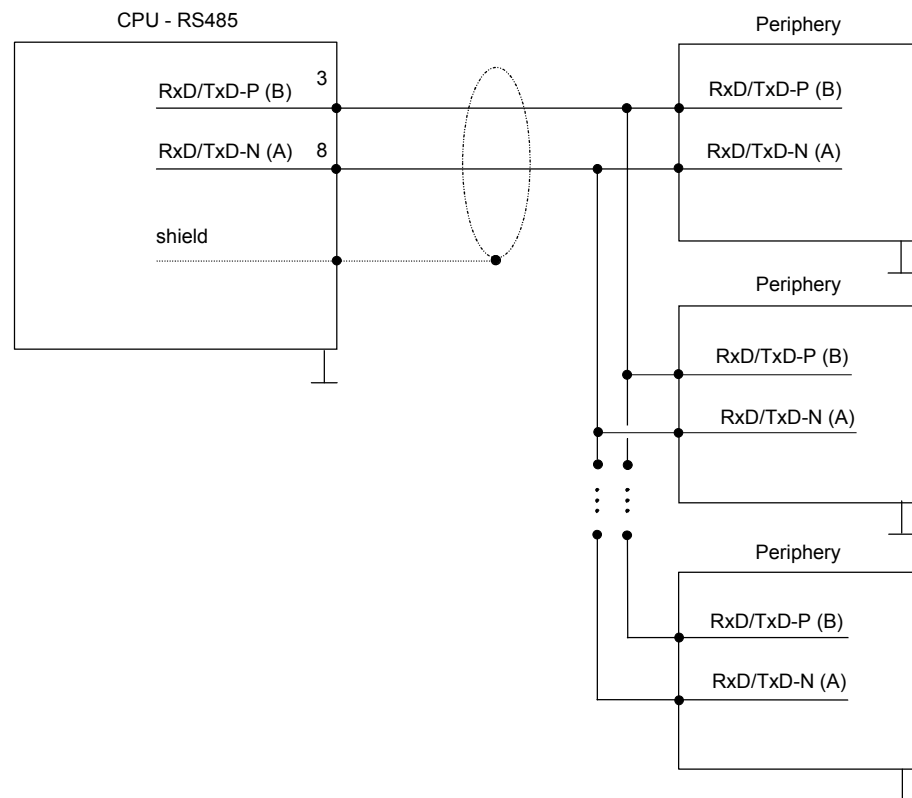 CPU - RS485
3
RxD/TxD-P (B)
RxD/TxD-N (A)
8
shield
Periphery
RxD/TxD-P (B)
RxD/TxD-N (A)
Periphery
RxD/TxD-P (B)
RxD/TxD-N (A)
Periphery
RxD/TxD-P (B)
RxD/TxD-N (A)